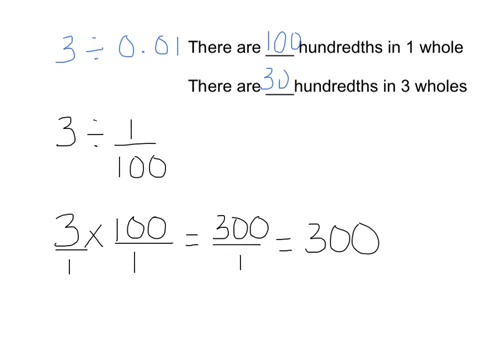 3 ÷ 0.01 There are 100 hundredths in 1 whole
There are 30 hundredths in 3 wholes
3 ÷ 1/100
3/1 × 100/1 = 300/1 = 300